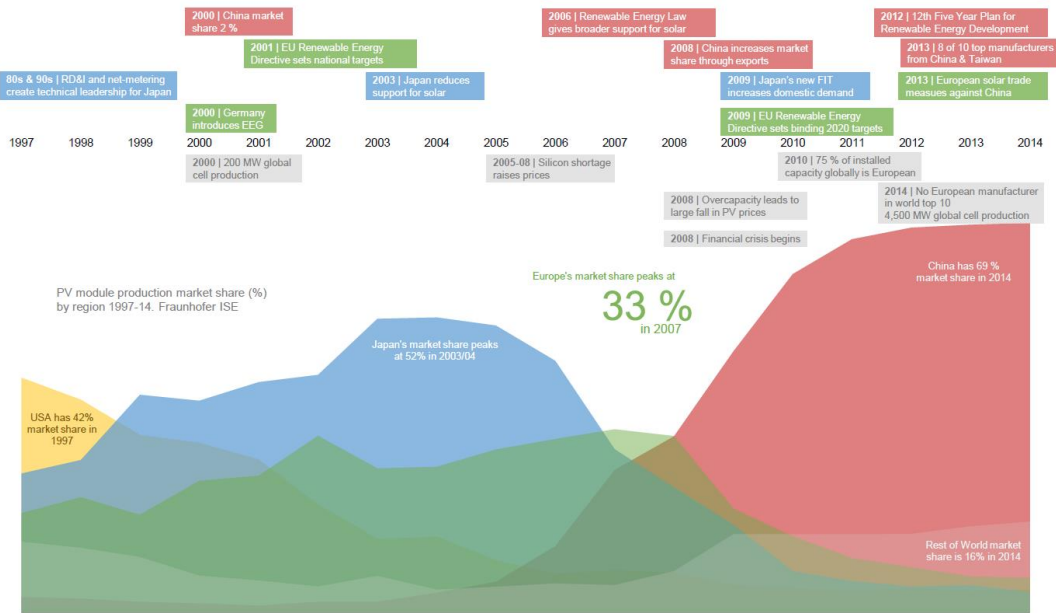 2000 | China market
share 2 %
2006 | Renewable Energy Law
gives broader support for solar
2012 | 12th Five Year Plan for
Renewable Energy Development
2001 | EU Renewable Energy
Directive sets national targets
2008 | China increases market
share through exports
2013 | 8 of 10 top manufacturers
from China & Taiwan
80s & 90s | RD&I and net-metering
create technical leadership for Japan
2003 | Japan reduces
support for solar
2009 | Japan's new FIT
increases domestic demand
2013 | European solar trade
measues against China
2000 | Germany
introduces EEG
2009 | EU Renewable Energy
Directive sets binding 2020 targets
1997 1998 1999 2000 2001 2002 2003 2004 2005 2006 2007 2008 2009 2010 2011 2012 2013 2014
2000 | 200 MW global
cell production
2005-08 | Silicon shortage
raises prices
2010 | 75 % of installed
capacity globally is European
2014 | No European manufacturer
in world top 10
4,500 MW global cell production
2008 | Overcapacity leads to
large fall in PV prices
2008 | Financial crisis begins
PV module production market share (%)
by region 1997-14. Fraunhofer ISE
Europe's market share peaks at
33 %
in 2007
China has 69 %
market share in 2014
Japan's market share peaks
at 52% in 2003/04
USA has 42%
market share in
1997
Rest of World market
share is 16% in 2014